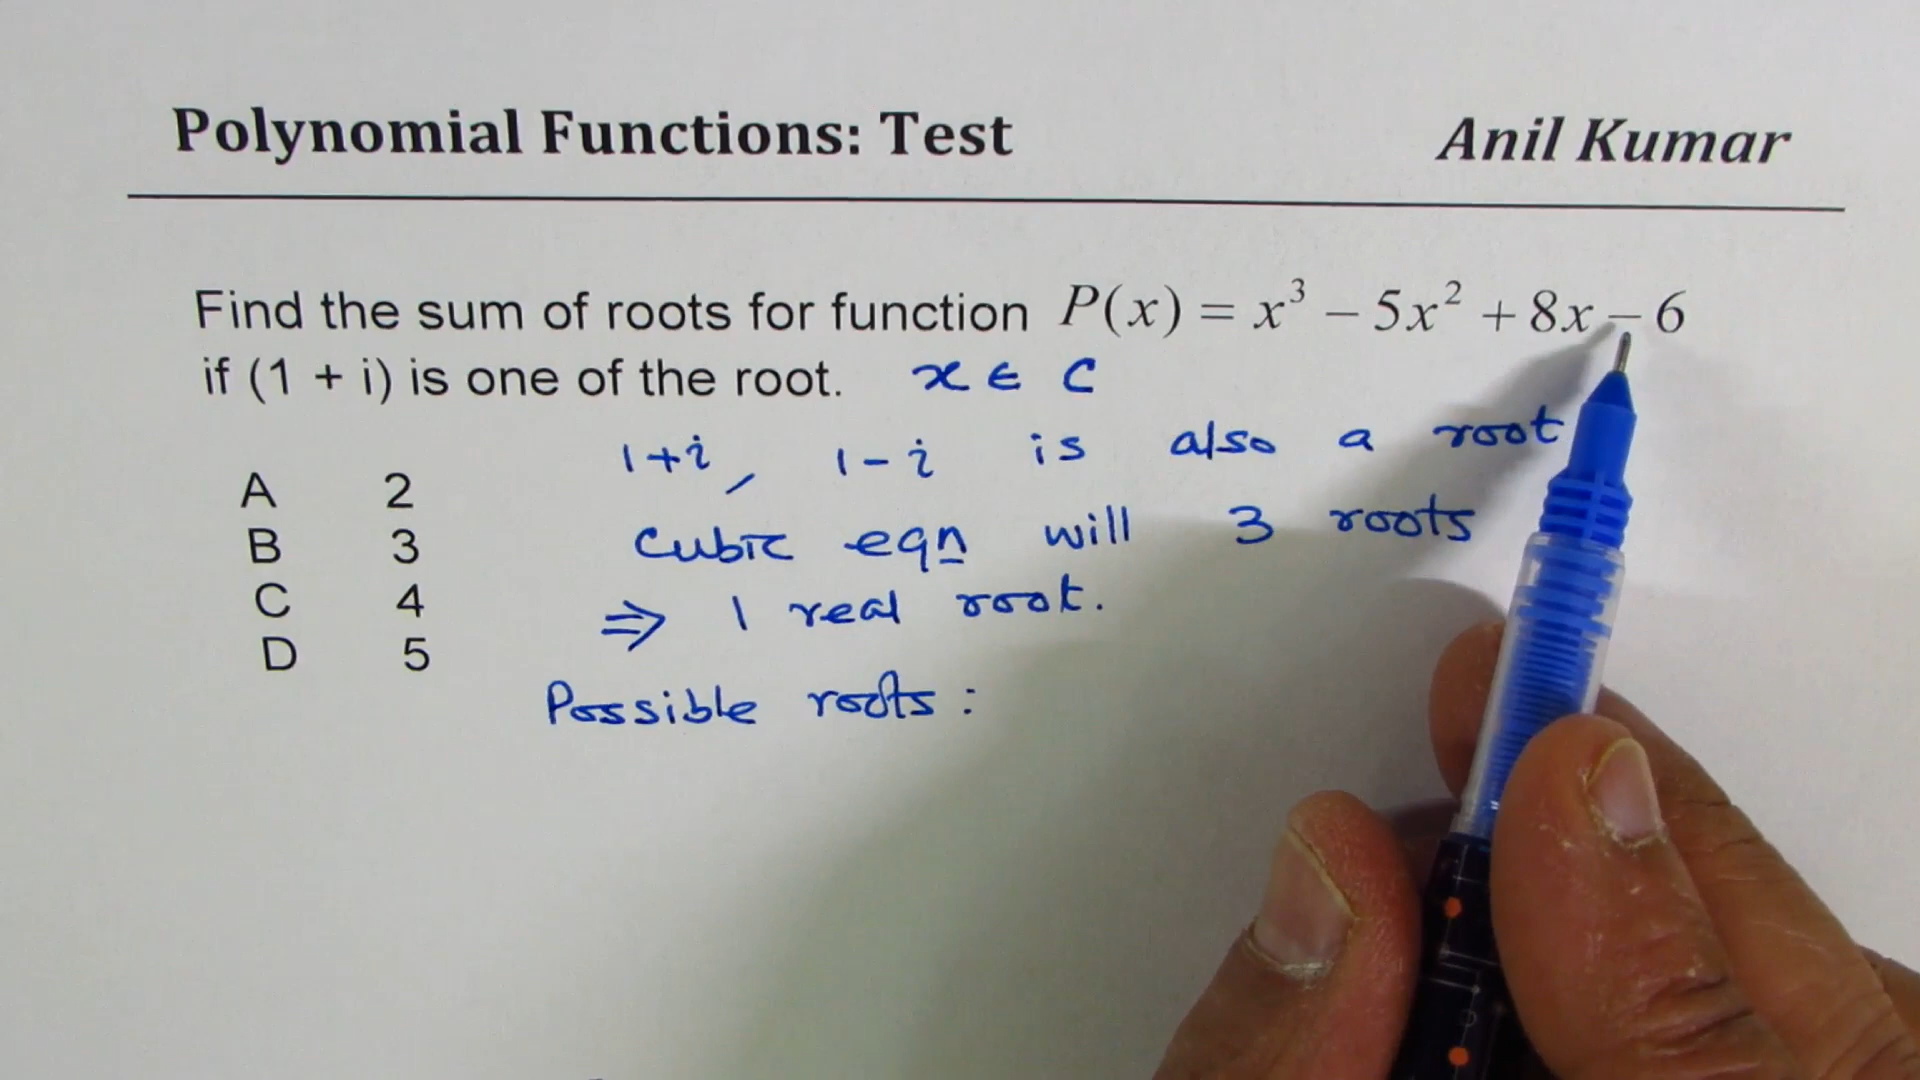 Polynomial Functions: Test Anil Kumar
Find the sum of roots for function P(x) = x³ − 5x² + 8x − 6
if (1 + i) is one of the root. x ∈ C
1+i, 1-i is also a root
A 2
Cubic eqn will 3 roots
B 3
C 4
⇒ 1 real root.
D 5
Possible roots :